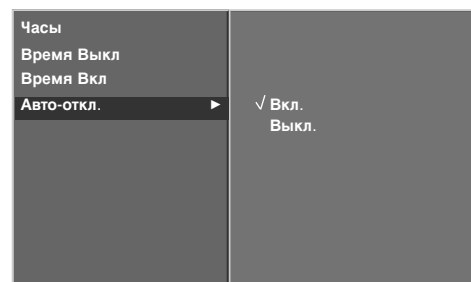 Часы
Время Выкл
Время Вкл
Авто-откл. ►
√ Вкл.
Выкл.